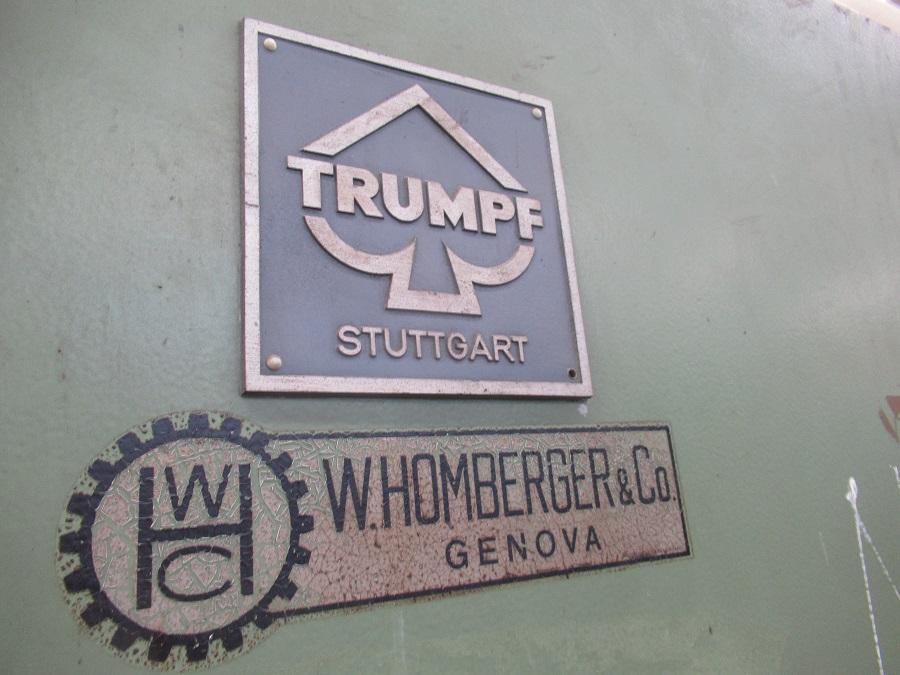 TRUMPF
STUTTGART
WHC
W.HOMBERGER & Co.
GENOVA